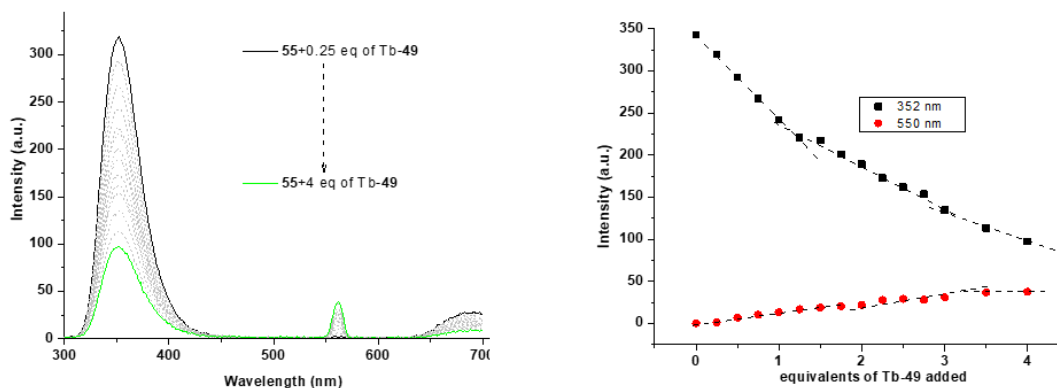 300
250
200
150
100
50
0
Intensity (a.u.)
300 400 500 600 700
Wavelength (nm)
55+0.25 eq of Tb-49
55+4 eq of Tb-49
350
300
250
200
150
100
50
0
Intensity (a.u.)
0 1 2 3 4
equivalents of Tb-49 added
352 nm
550 nm